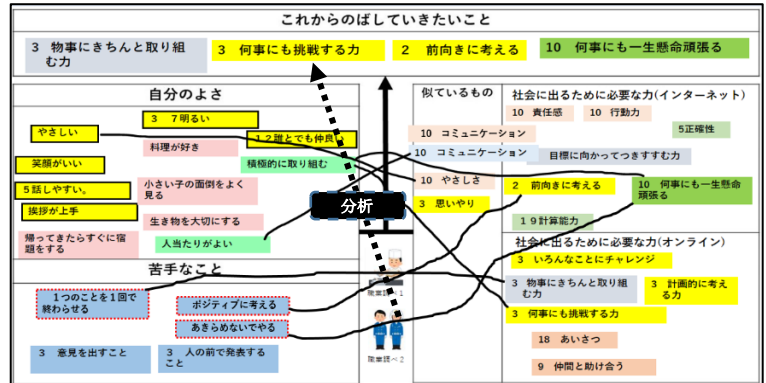 これからのばしていきたいこと
3 物事にきちんと取り組
む力
3 何事にも挑戦する力
2 前向きに考える
10 何事にも一生懸命頑張る
自分のよさ
やさしい
3 7明るい
12誰とでも仲良い
料理が好き
積極的に取り組む
笑顔がいい
5話しやすい。
小さい子の面倒をよく
見る
挨拶が上手
生き物を大切にする
帰ってきたらすぐに宿
題をする
人当たりがよい
苦手なこと
1つのことを1回で
終わらせる
ポジティブに考える
あきらめないでやる
3 意見を出すこと
3 人の前で発表する
こと
分析
職業調べ1
職業調べ2
似ているもの
10 コミュニケーション
10 コミュニケーション
10 やさしさ
3 思いやり
社会に出るために必要な力(インターネット)
10 責任感
10 行動力
5正確性
目標に向かってつきすすむ力
2 前向きに考える
10 何事にも一生懸命
頑張る
19計算能力
社会に出るために必要な力(オンライン)
3 いろんなことにチャレンジ
3 物事にきちんと取り組
む力
3 計画的に考え
る力
3 何事にも挑戦する力
18 あいさつ
9 仲間と助け合う